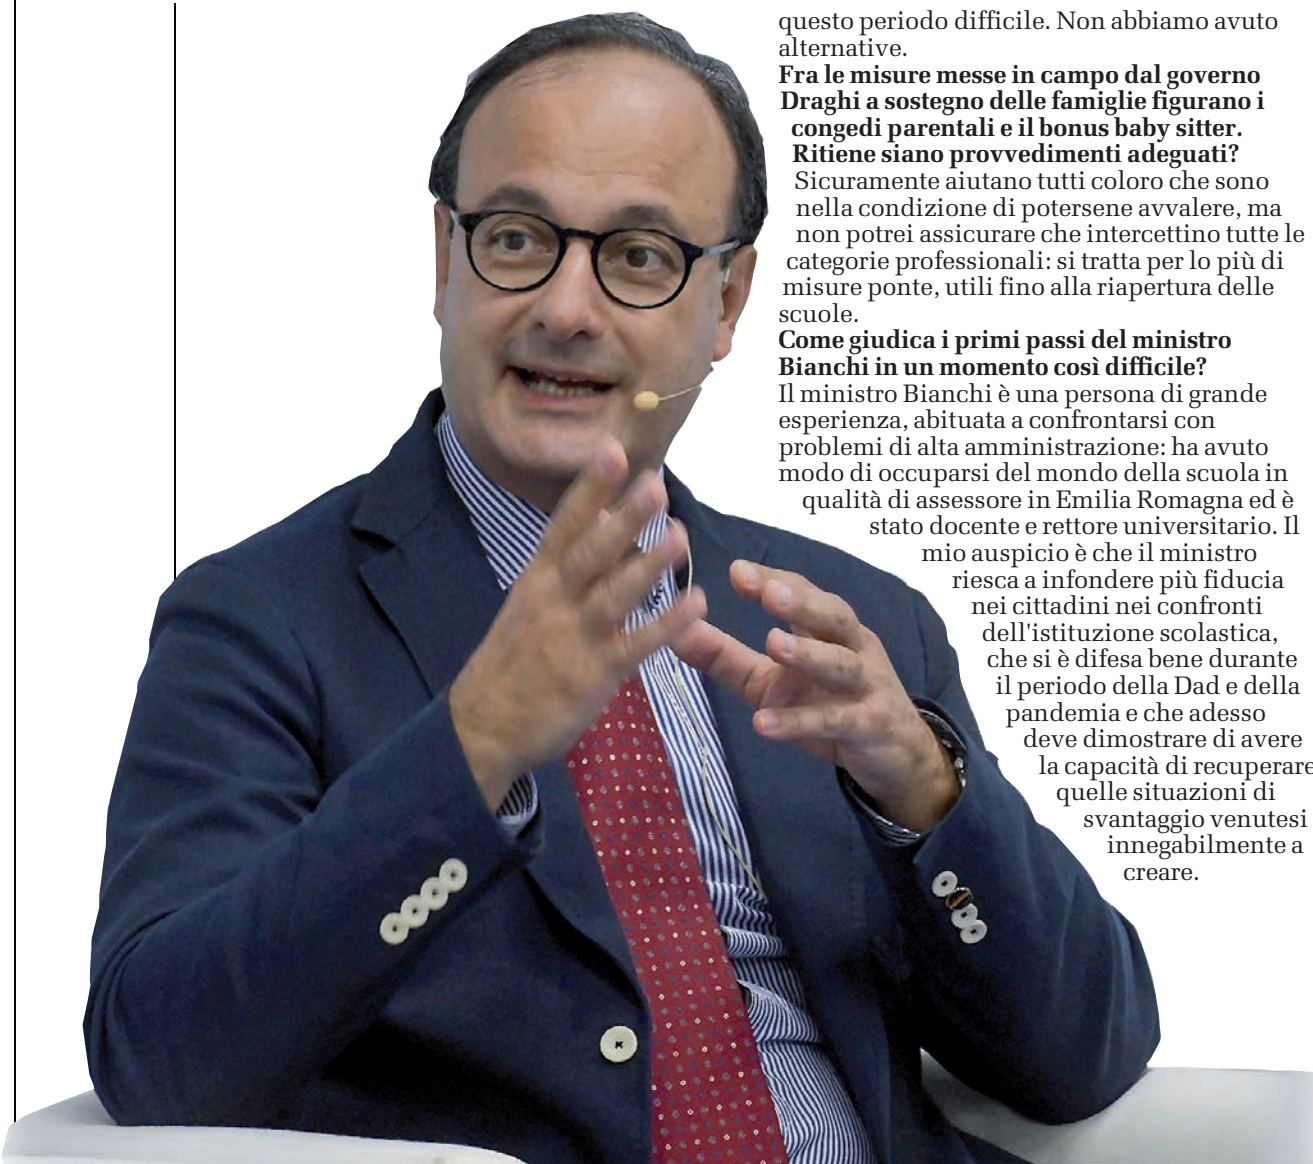 questo periodo difficile. Non abbiamo avuto
alternative.
Fra le misure messe in campo dal governo
Draghi a sostegno delle famiglie figurano i
congedi parentali e il bonus baby sitter.
Ritiene siano provvedimenti adeguati?
Sicuramente aiutano tutti coloro che sono
nella condizione di potersene avvalere, ma
non potrei assicurare che intercettino tutte le
categorie professionali: si tratta per lo più di
misure ponte, utili fino alla riapertura delle
scuole.
Come giudica i primi passi del ministro
Bianchi in un momento così difficile?
Il ministro Bianchi è una persona di grande
esperienza, abituata a confrontarsi con
problemi di alta amministrazione: ha avuto
modo di occuparsi del mondo della scuola in
qualità di assessore in Emilia Romagna ed è
stato docente e rettore universitario. Il
mio auspicio è che il ministro
riesca a infondere più fiducia
nei cittadini nei confronti
dell'istituzione scolastica,
che si è difesa bene durante
il periodo della Dad e della
pandemia e che adesso
deve dimostrare di avere
la capacità di recuperare
quelle situazioni di
svantaggio venutesi
innegabilmente a
creare.